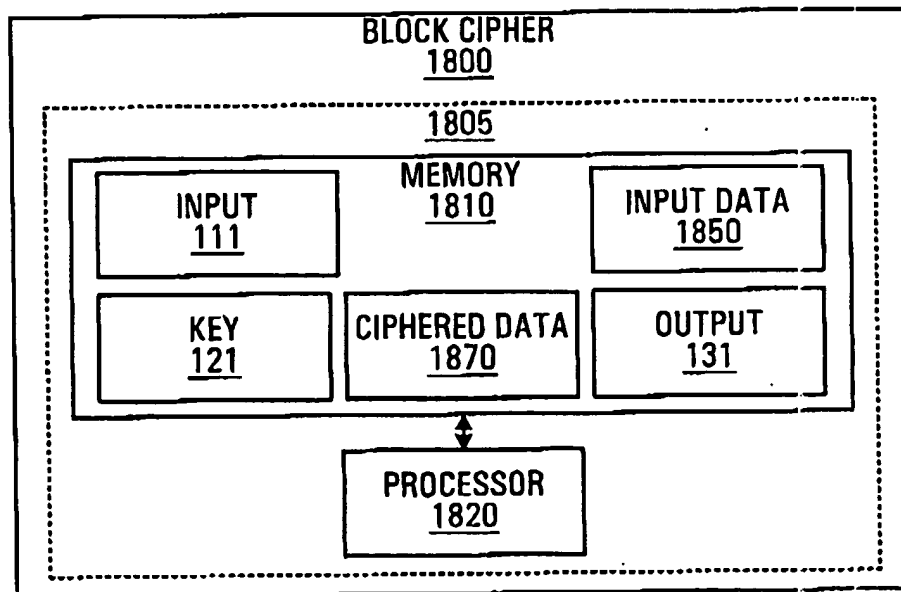 BLOCK CIPHER
1800
1805
MEMORY
1810
INPUT
111
INPUT DATA
1850
KEY
121
CIPHERED DATA
1870
OUTPUT
131
PROCESSOR
1820